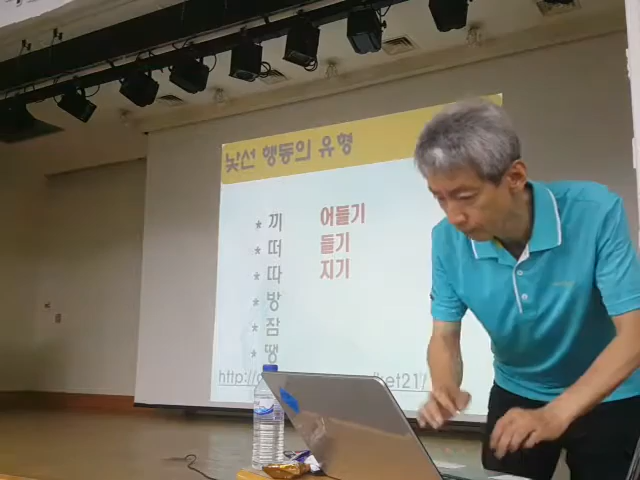 낯선 행동의 유형
* 끼 어들기
* 떠 들기
* 따 지기
* 방
* 잠
* 땡
http://
ket21/